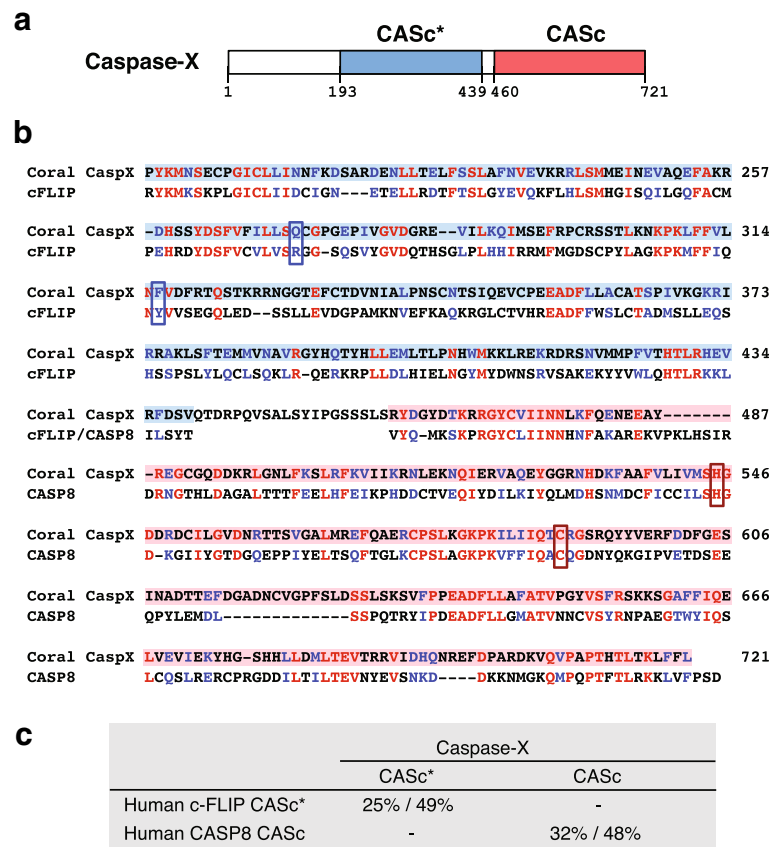 a
CASc* CASc
Caspase-X
1 193 439 460 721
b
Coral CaspX PYKMNSECPGICLLINNFKDSARDENLLTELFSSLAFNVEVKRRLSMMEINEVAQEFAKR 257
cFLIP RYKMKSKPLGICLIIDCIGN---ETELLRDTFTSLGYEVQKFLHLSMHGISQILGQFACM
Coral CaspX -DHSSYDSFVFILLSQCGPGEPIVGVDGRE--VILKQIMSEFRPCRSSTLKNKPKLFFVL 314
cFLIP PEHRDYDSFVCVLVSRGG-SQSVYGVDQTHSGLPLHHIRRMFMGDSCPYLAGKPKMFFIQ
Coral CaspX NFVDFRTQSTKRRNGGTEFCTDVNIALPNSCNTSIQEVCPEEADFLLACATSPIVKGKRI 373
cFLIP NYVVSEGQLED--SSLLEVDGPAMKNVEFKAQKRGLCTVHREADFFWSLCTADMSLLEQS
Coral CaspX RRAKLSFTEMMVNAVRGYHQTYHLLEMLTLPNHWMKKLREKRDRSNVMMPFVTHTLRHEV 434
cFLIP HSSPSLYLQCLSQKLR-QERKRPLLDLHIELNGYMYDWNSRVSAKEKYYVWLQHTLRKKL
Coral CaspX RFDSVQTDRPQVSALSYIPGSSSLSRYDGYDTKRRGYCVIINNLKFQENEEAY------- 487
cFLIP/CASP8 ILSYT VYQ-MKSKPRGYCLIINNHNFAKAREKVPKLHSIR
Coral CaspX -REGCGQDDKRLGNLFKSLRFKVIIKRNLEKNQIERVAQEYGGRNHDKFAAFVLIVMSHG 546
CASP8 DRNGTHLDAGALTTTFEELHFEIKPHDDCTVEQIYDILKIYQLMDHSNMDCFICCILSHG
Coral CaspX DDRDCILGVDNRTTSVGALMREFQAERCPSLKGKPKILIIQTCRGSRQYYVERFDDFGES 606
CASP8 D-KGIIYGTDGQEPPIYELTSQFTGLKCPSLAGKPKVFFIQACQGDNYQKGIPVETDSEE
Coral CaspX INADTTEFDGADNCVGPFSLDSSLSKSVFPPEADFLLAFATVPGYVSFRSKKSGAFFIQE 666
CASP8 QPYLEMDL-------------SSPQTRYIPDEADFLLGMATVNNCVSYRNPAEGTWYIQS
Coral CaspX LVEVIEKYHG-SHHLLDMLTEVTRRVIDHQNREFDPARDKVQVPAPTHTLTKLFFL 721
CASP8 LCQSLRERCPRGDDILTILTEVNYEVSNKD----DKKNMGKQMPQPTFTLRKKLVFPSD
c
Caspase-X
CASc* CASc
Human c-FLIP CASc* 25% / 49% -
Human CASP8 CASc - 32% / 48%